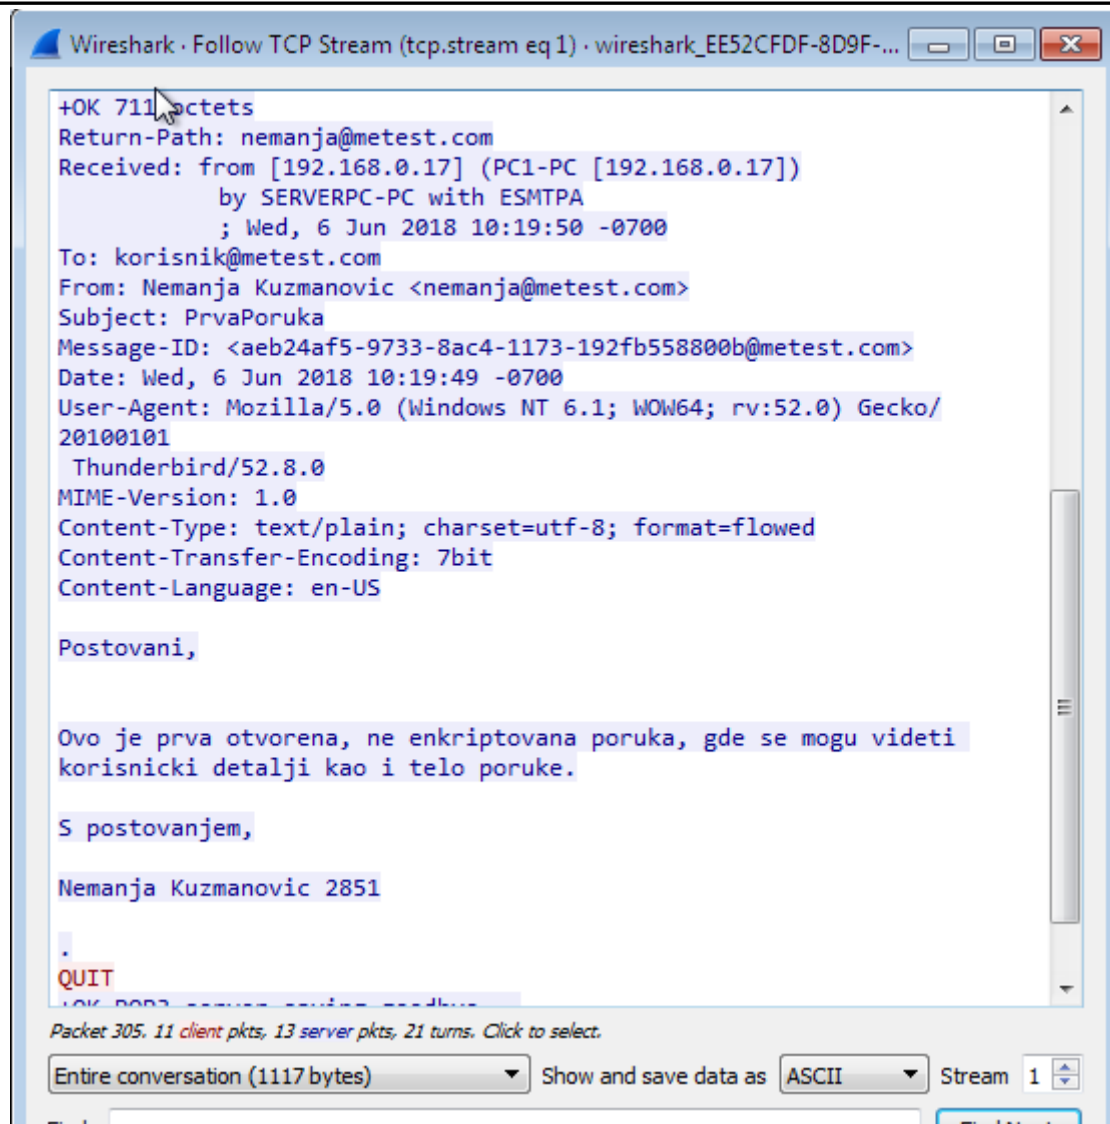 Wireshark · Follow TCP Stream (tcp.stream eq 1) · wireshark_EE52CFDF-8D9F-...
+OK 711 octets
Return-Path: nemanja@metest.com
Received: from [192.168.0.17] (PC1-PC [192.168.0.17])
by SERVERPC-PC with ESMTPA
; Wed, 6 Jun 2018 10:19:50 -0700
To: korisnik@metest.com
From: Nemanja Kuzmanovic <nemanja@metest.com>
Subject: PrvaPoruka
Message-ID: <aeb24af5-9733-8ac4-1173-192fb558800b@metest.com>
Date: Wed, 6 Jun 2018 10:19:49 -0700
User-Agent: Mozilla/5.0 (Windows NT 6.1; WOW64; rv:52.0) Gecko/
20100101
Thunderbird/52.8.0
MIME-Version: 1.0
Content-Type: text/plain; charset=utf-8; format=flowed
Content-Transfer-Encoding: 7bit
Content-Language: en-US
Postovani,
Ovo je prva otvorena, ne enkriptovana poruka, gde se mogu videti
korisnicki detalji kao i telo poruke.
S postovanjem,
Nemanja Kuzmanovic 2851
.
QUIT
+OK POP3 server saying goodbye...
Packet 305. 11 client pkts, 13 server pkts, 21 turns. Click to select.
Entire conversation (1117 bytes) Show and save data as ASCII Stream 1